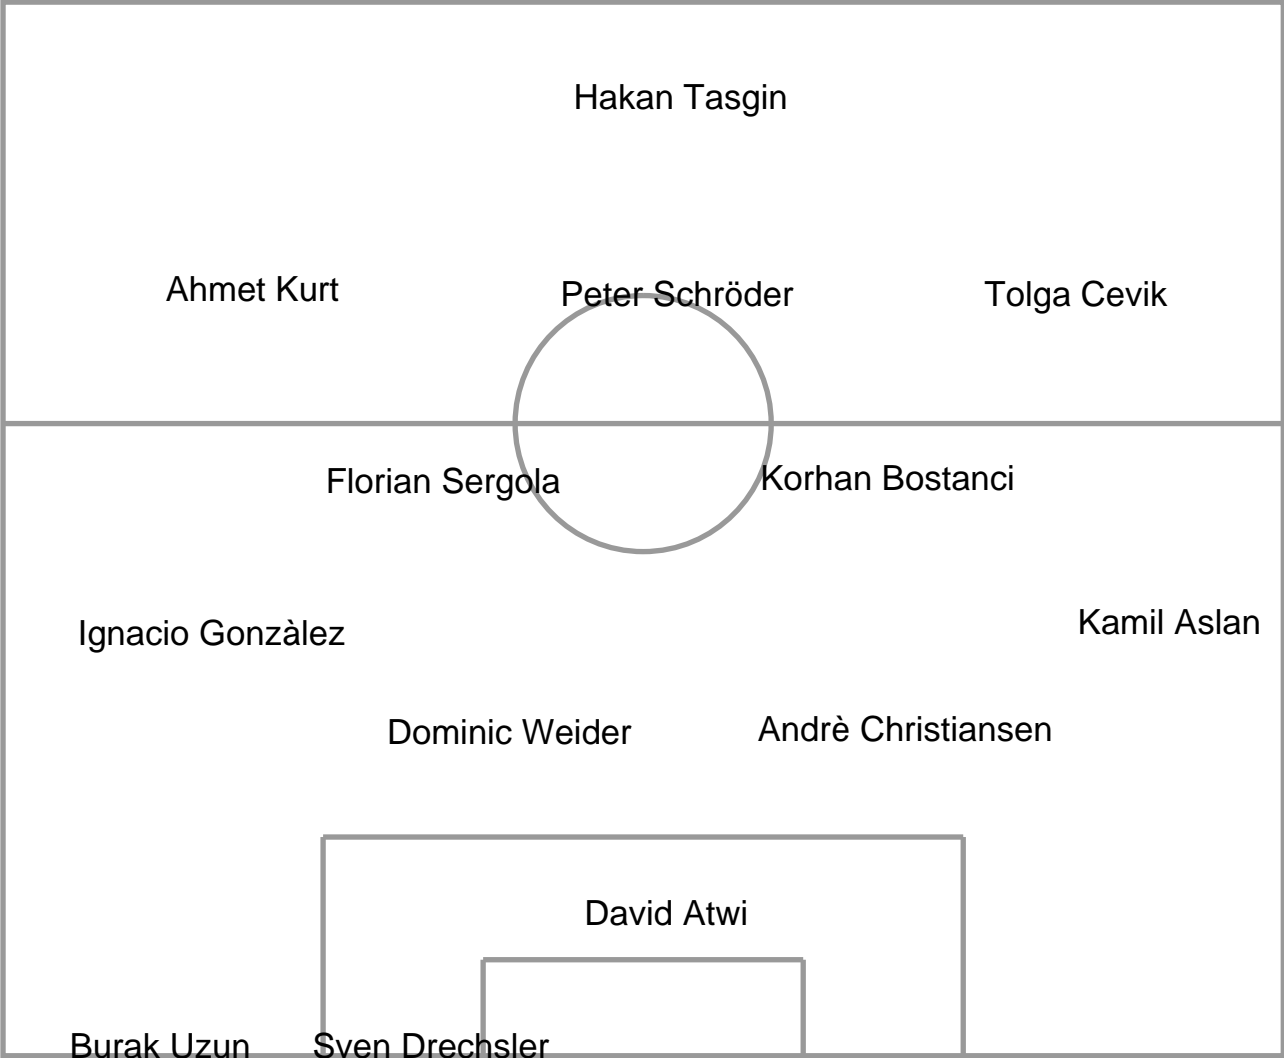 Hakan Tasgin
Ahmet Kurt
Peter Schröder
Tolga Cevik
Florian Sergola
Korhan Bostanci
Ignacio Gonzàlez
Kamil Aslan
Dominic Weider
Andrè Christiansen
David Atwi
Burak Uzun
Sven Drechsler